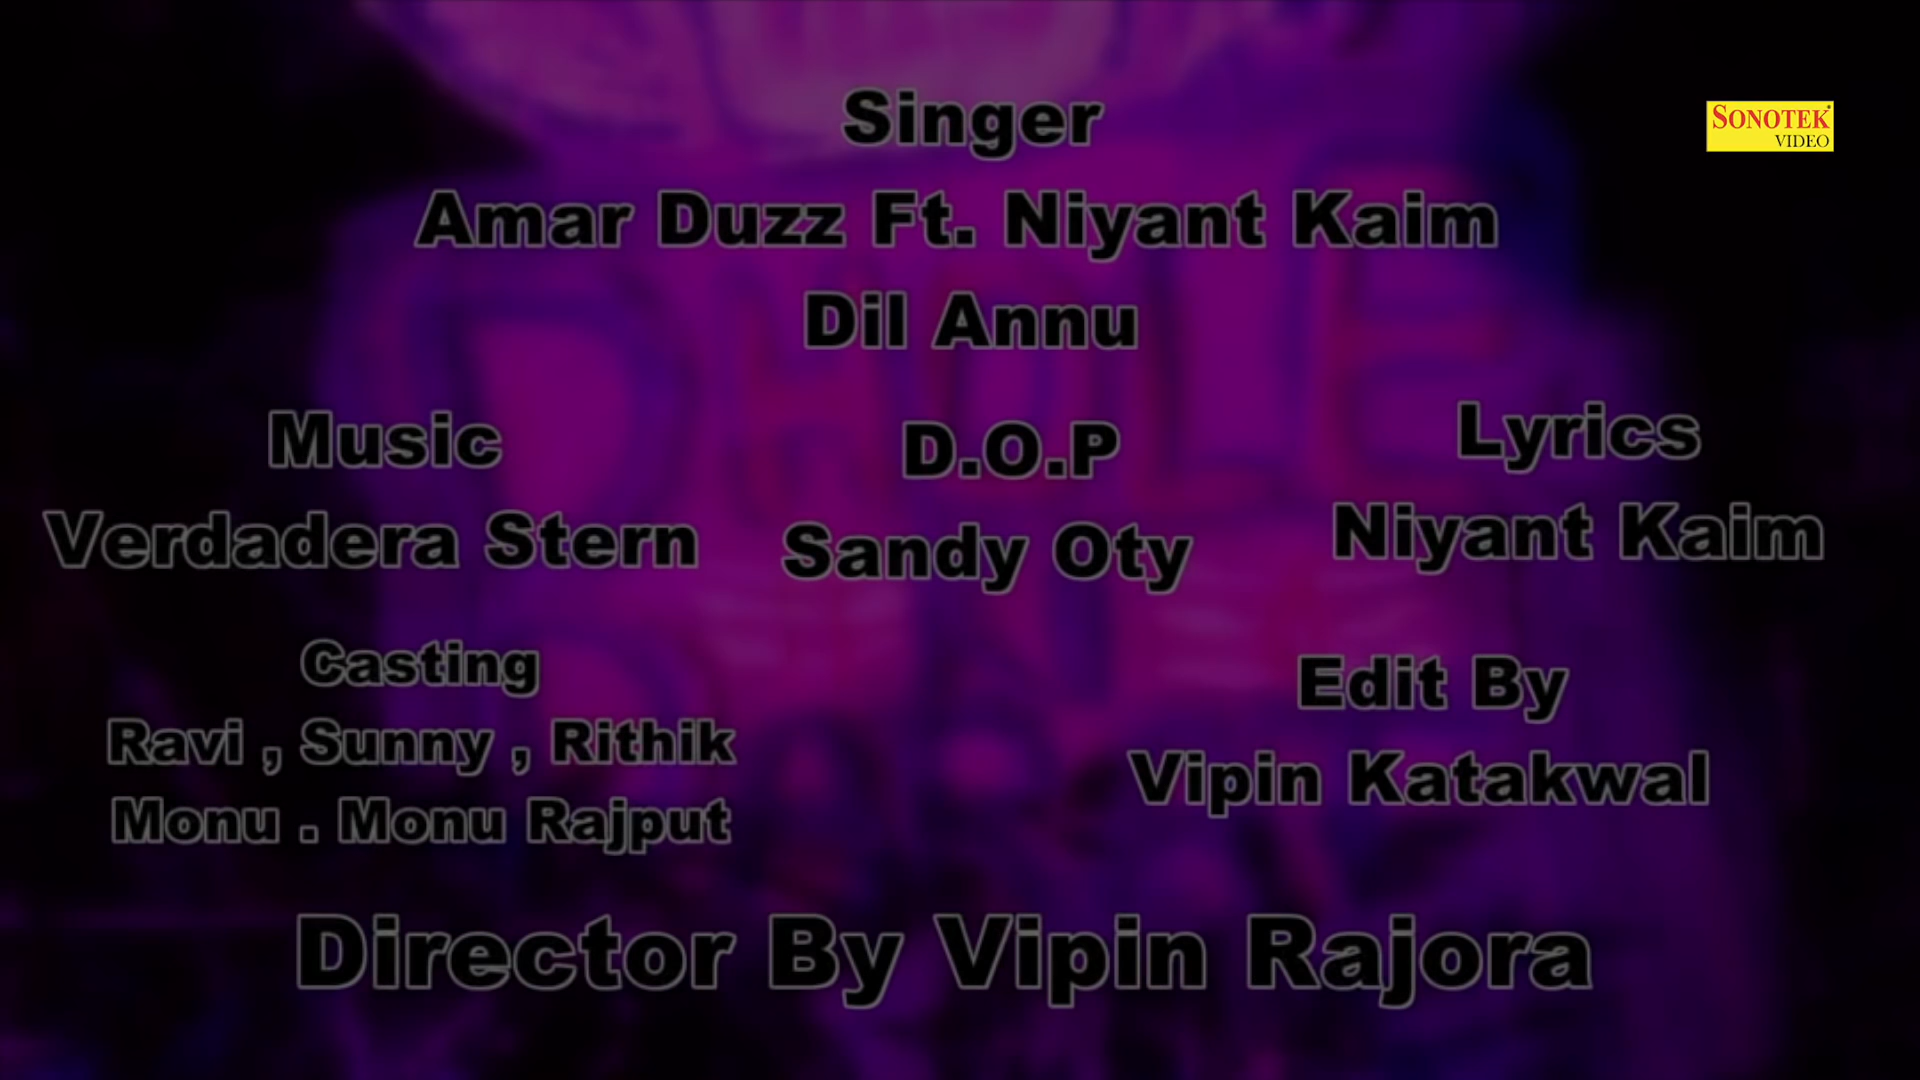 Singer
SONOTEK
VIDEO
Amar Duzz Ft. Niyant Kaim
Dil Annu
Music
Verdadera Stern
D.O.P
Sandy Oty
Lyrics
Niyant Kaim
Casting
Ravi , Sunny , Rithik
Monu . Monu Rajput
Edit By
Vipin Katakwal
Director By Vipin Rajora